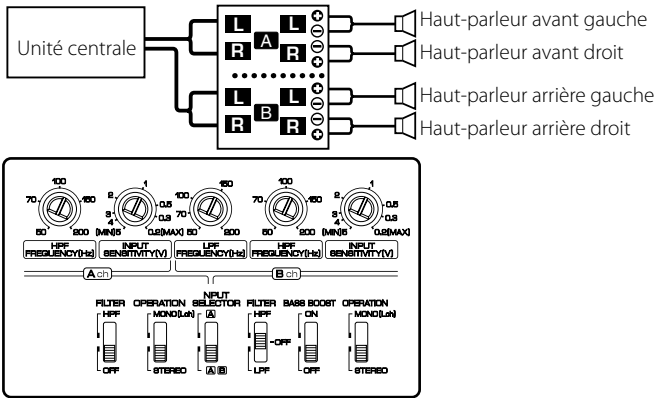 Unité centrale
L L ⊕ Haut-parleur avant gauche
A ⊖
R R ⊖ Haut-parleur avant droit
⊕
L L ⊕ Haut-parleur arrière gauche
B ⊖
R R ⊖ Haut-parleur arrière droit
⊕
100 1 100 150 100 1
70 150 2 0.5 70 150 2 0.5
3 0.3 3 0.3
4 4
50 200 (MIN)5 0.2(MAX) 50 200 50 200 (MIN)5 0.2(MAX)
HPF FREQUENCY(Hz) INPUT SENSITIVITY(V) LPF FREQUENCY(Hz) HPF FREQUENCY(Hz) INPUT SENSITIVITY(V)
A ch B ch
FILTER OPERATION INPUT SELECTOR FILTER BASS BOOST OPERATION
HPF MONO(Lch) A HPF ON MONO(Lch)
OFF
OFF STEREO A B LPF OFF STEREO